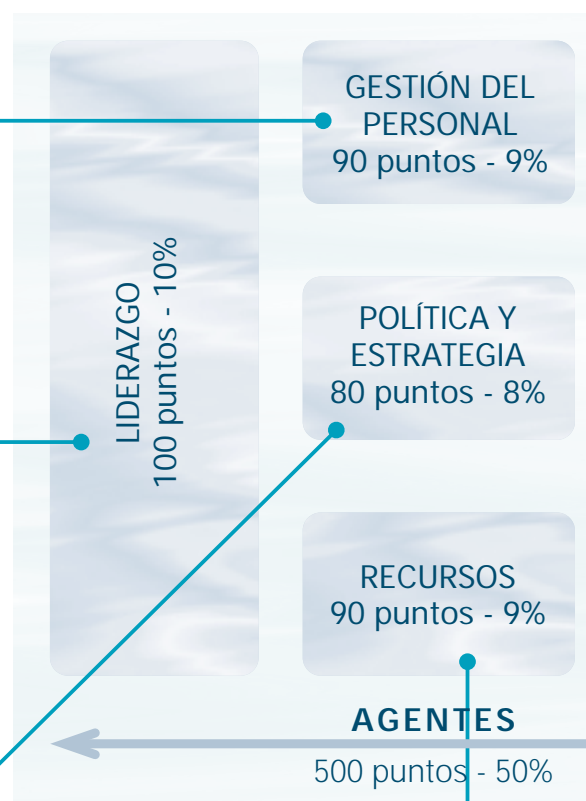 LIDERAZGO
100 puntos - 10%
GESTIÓN DEL
PERSONAL
90 puntos - 9%
POLÍTICA Y
ESTRATEGIA
80 puntos - 8%
RECURSOS
90 puntos - 9%
AGENTES
500 puntos - 50%